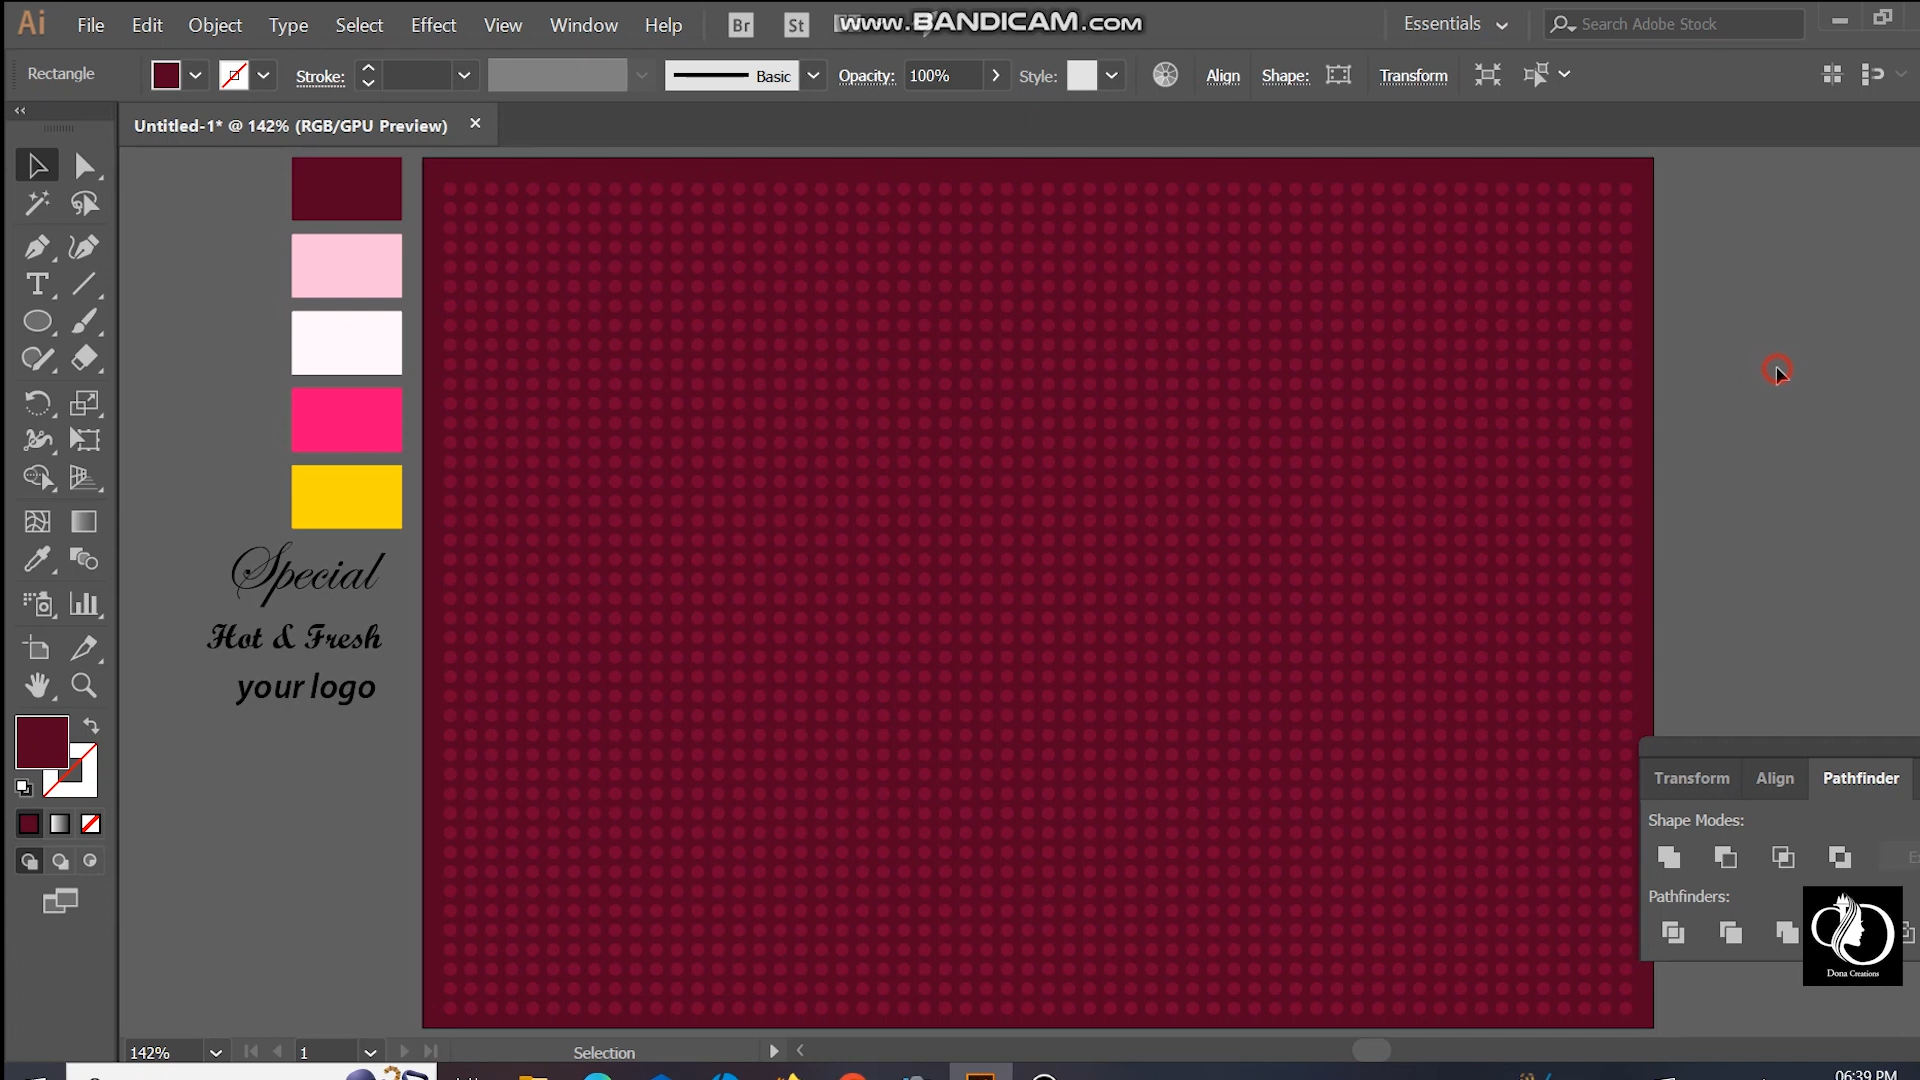 Ai File Edit Object Type Select Effect View Window Help Br St www.BANDICAM.com Essentials Search Adobe Stock
Rectangle Stroke: Basic Opacity: 100% Style: Align Shape: Transform
Untitled-1* @ 142% (RGB/GPU Preview)
Special
Hot & Fresh
your logo
Transform Align Pathfinder
Shape Modes:
Pathfinders:
Dona Creations
142% 1 Selection
06:39 PM